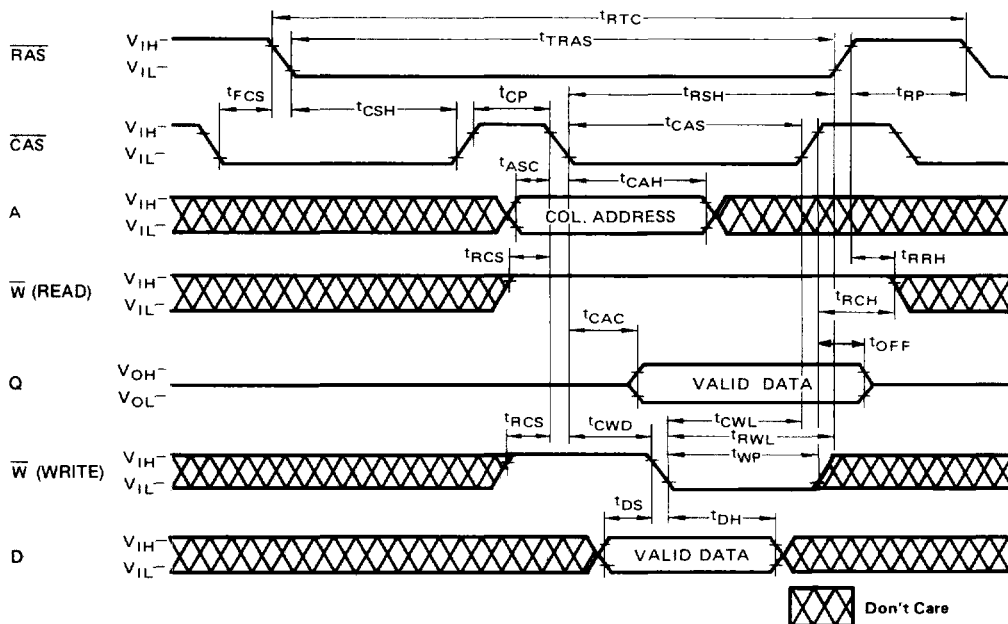 tRTC
RAS VIH– tTRAS
VIL–
tFCS tCSH tCP tRSH tRP
CAS VIH– tCAS
VIL–
tASC tCAH
A VIH– COL. ADDRESS
VIL–
tRCS tRRH
W (READ) VIH–
VIL– tRCH
tCAC tOFF
Q VOH– VALID DATA
VOL–
tRCS tCWD tCWL
tRWL
W (WRITE) VIH– tWP
VIL–
tDS tDH
D VIH– VALID DATA
VIL–
Don't Care